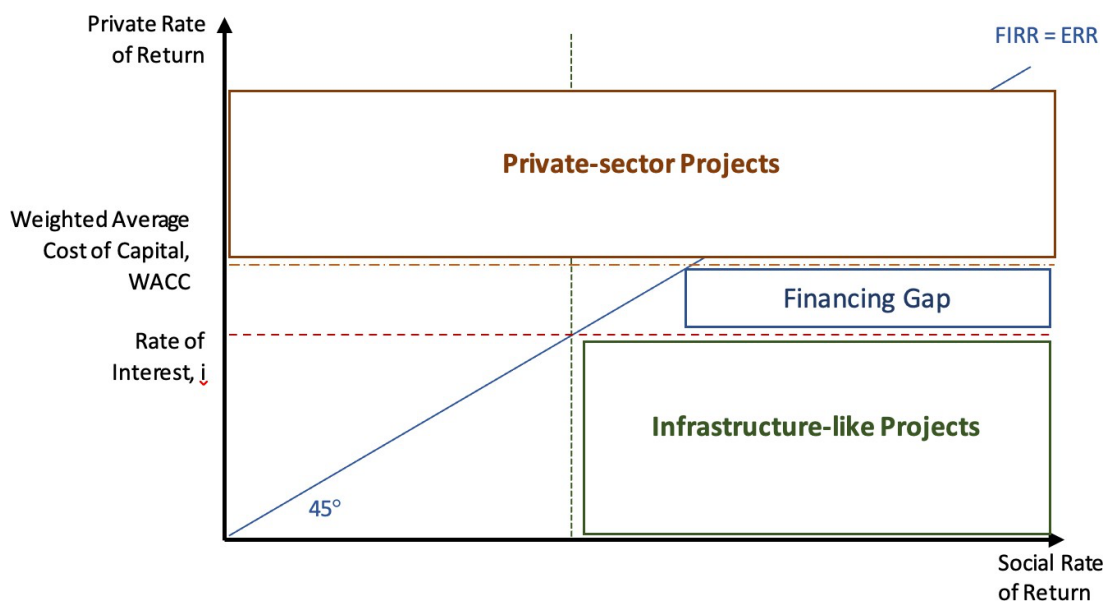 Private Rate
of Return
FIRR = ERR
Private-sector Projects
Weighted Average
Cost of Capital,
WACC
Financing Gap
Rate of
Interest, i
Infrastructure-like Projects
45°
Social Rate
of Return